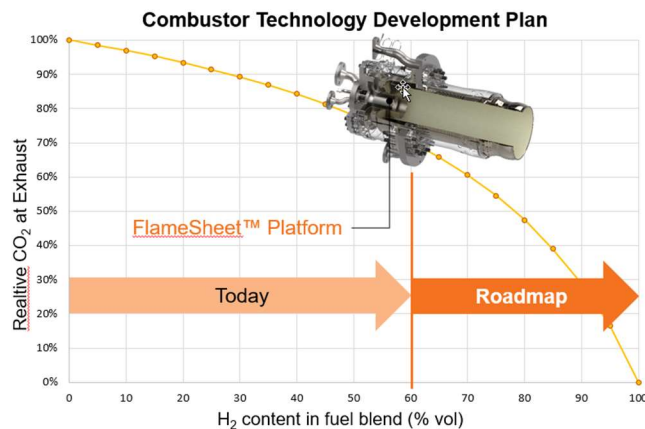 Combustor Technology Development Plan
100%
90%
80%
70%
60%
50%
40%
30%
20%
10%
0%
Realtive CO₂ at Exhaust
FlameSheet™ Platform
Today
Roadmap
0 10 20 30 40 50 60 70 80 90 100
H₂ content in fuel blend (% vol)